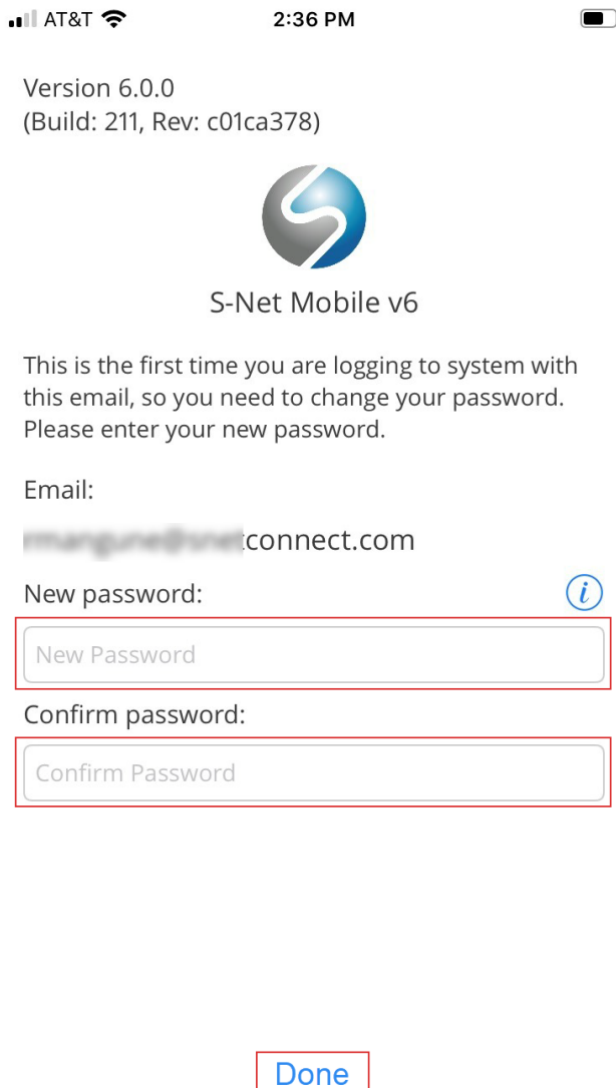 AT&T 2:36 PM
Version 6.0.0
(Build: 211, Rev: c01ca378)
S-Net Mobile v6
This is the first time you are logging to system with
this email, so you need to change your password.
Please enter your new password.
Email:
connect.com
New password: i
New Password
Confirm password:
Confirm Password
Done